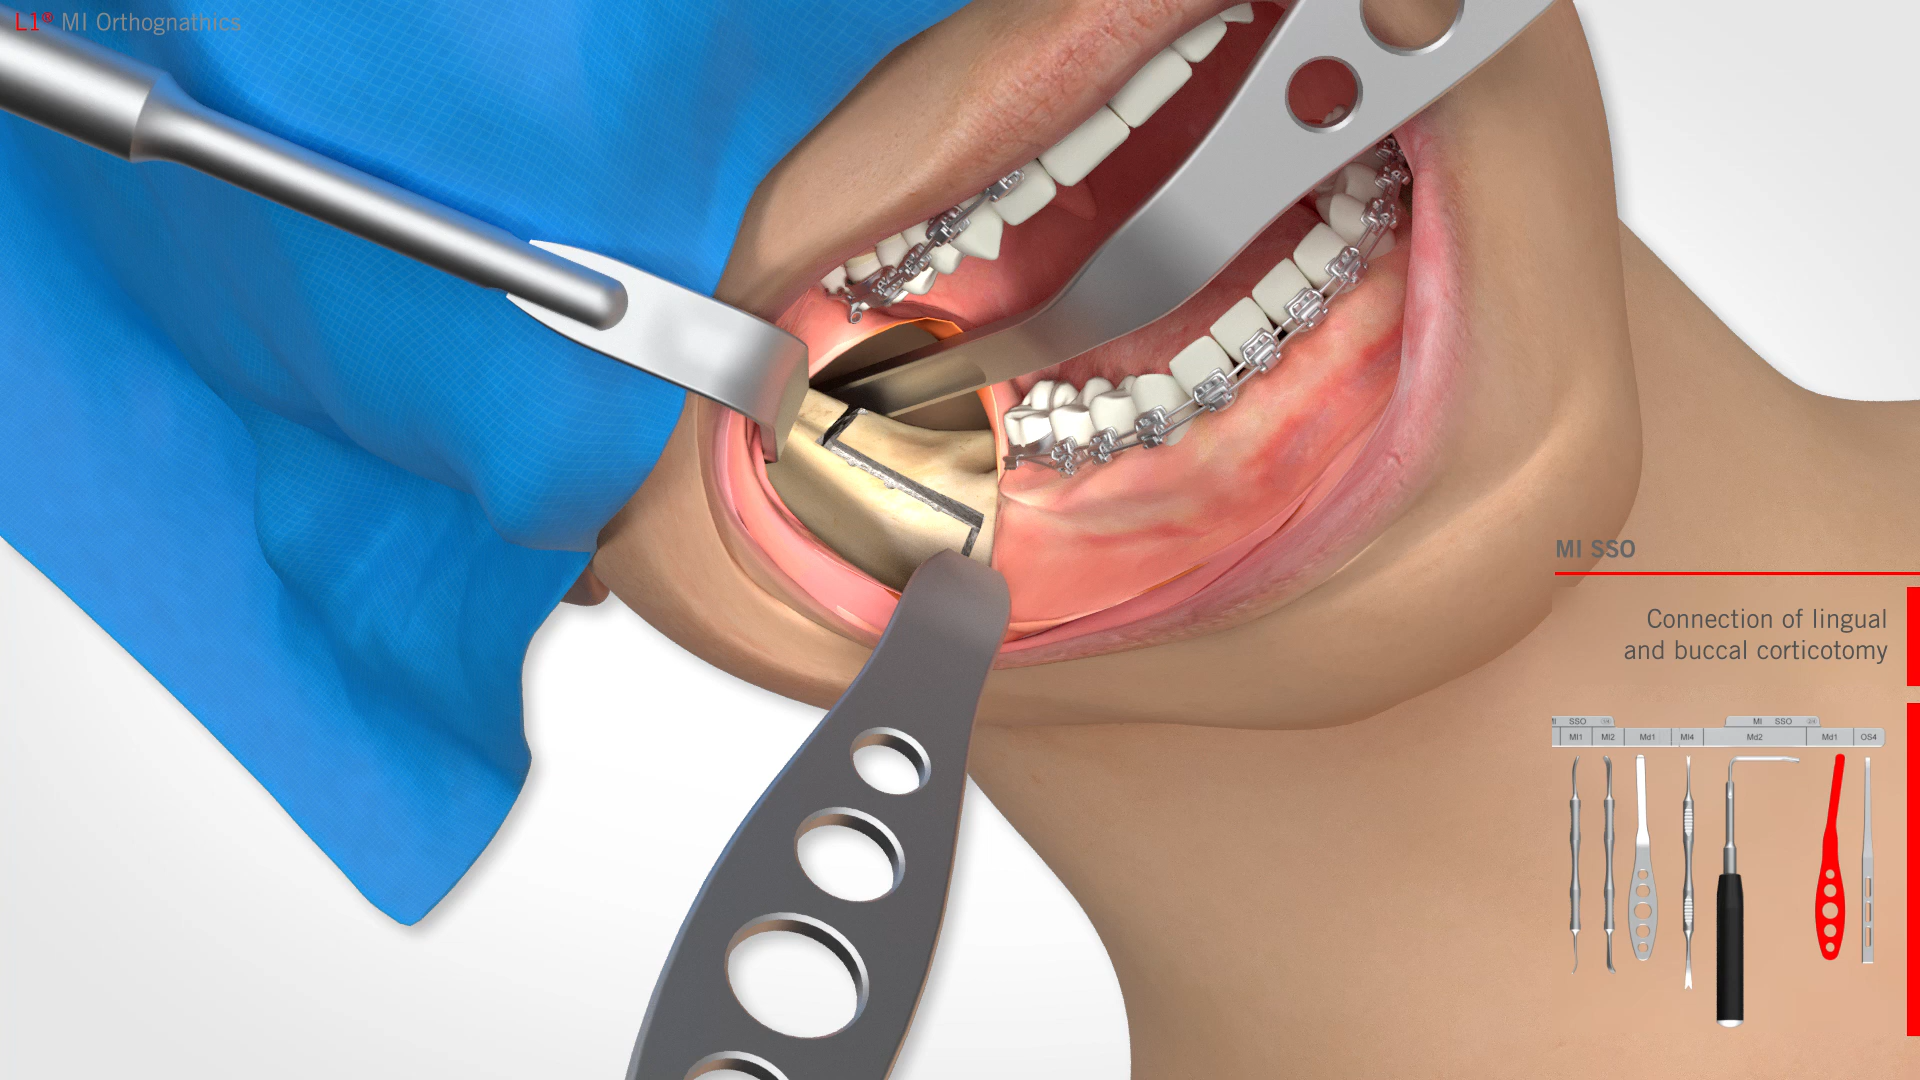 L1® MI Orthognathics
MI SSO
Connection of lingual
and buccal corticotomy
SSO
MI SSO
MI1 MI2 Md1 MI4 Md2 Md1 OS4